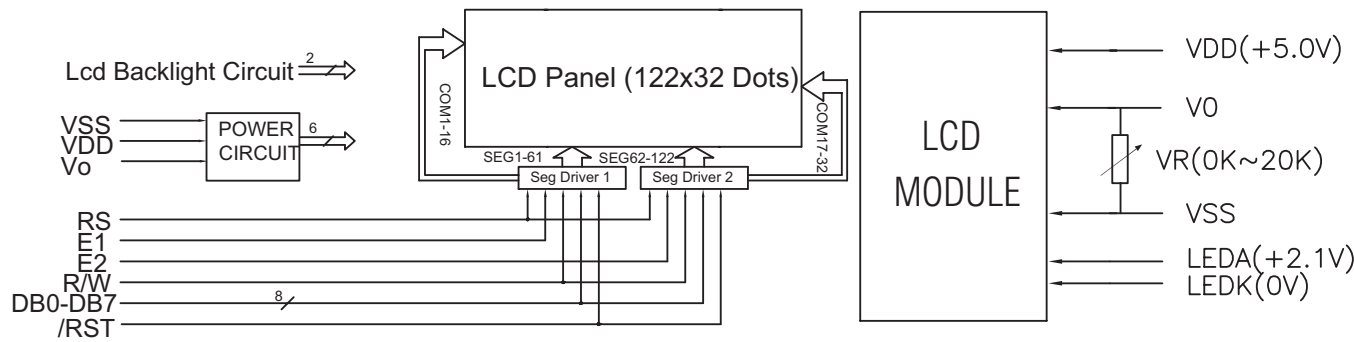 Lcd Backlight Circuit
2
VSS
VDD
Vo
POWER
CIRCUIT
6
COM1-16
LCD Panel (122x32 Dots)
COM17-32
SEG1-61
SEG62-122
Seg Driver 1
Seg Driver 2
RS
E1
E2
R/W
DB0-DB7
8
/RST
LCD
MODULE
VDD(+5.0V)
V0
VR(0K~20K)
VSS
LEDA(+2.1V)
LEDK(0V)